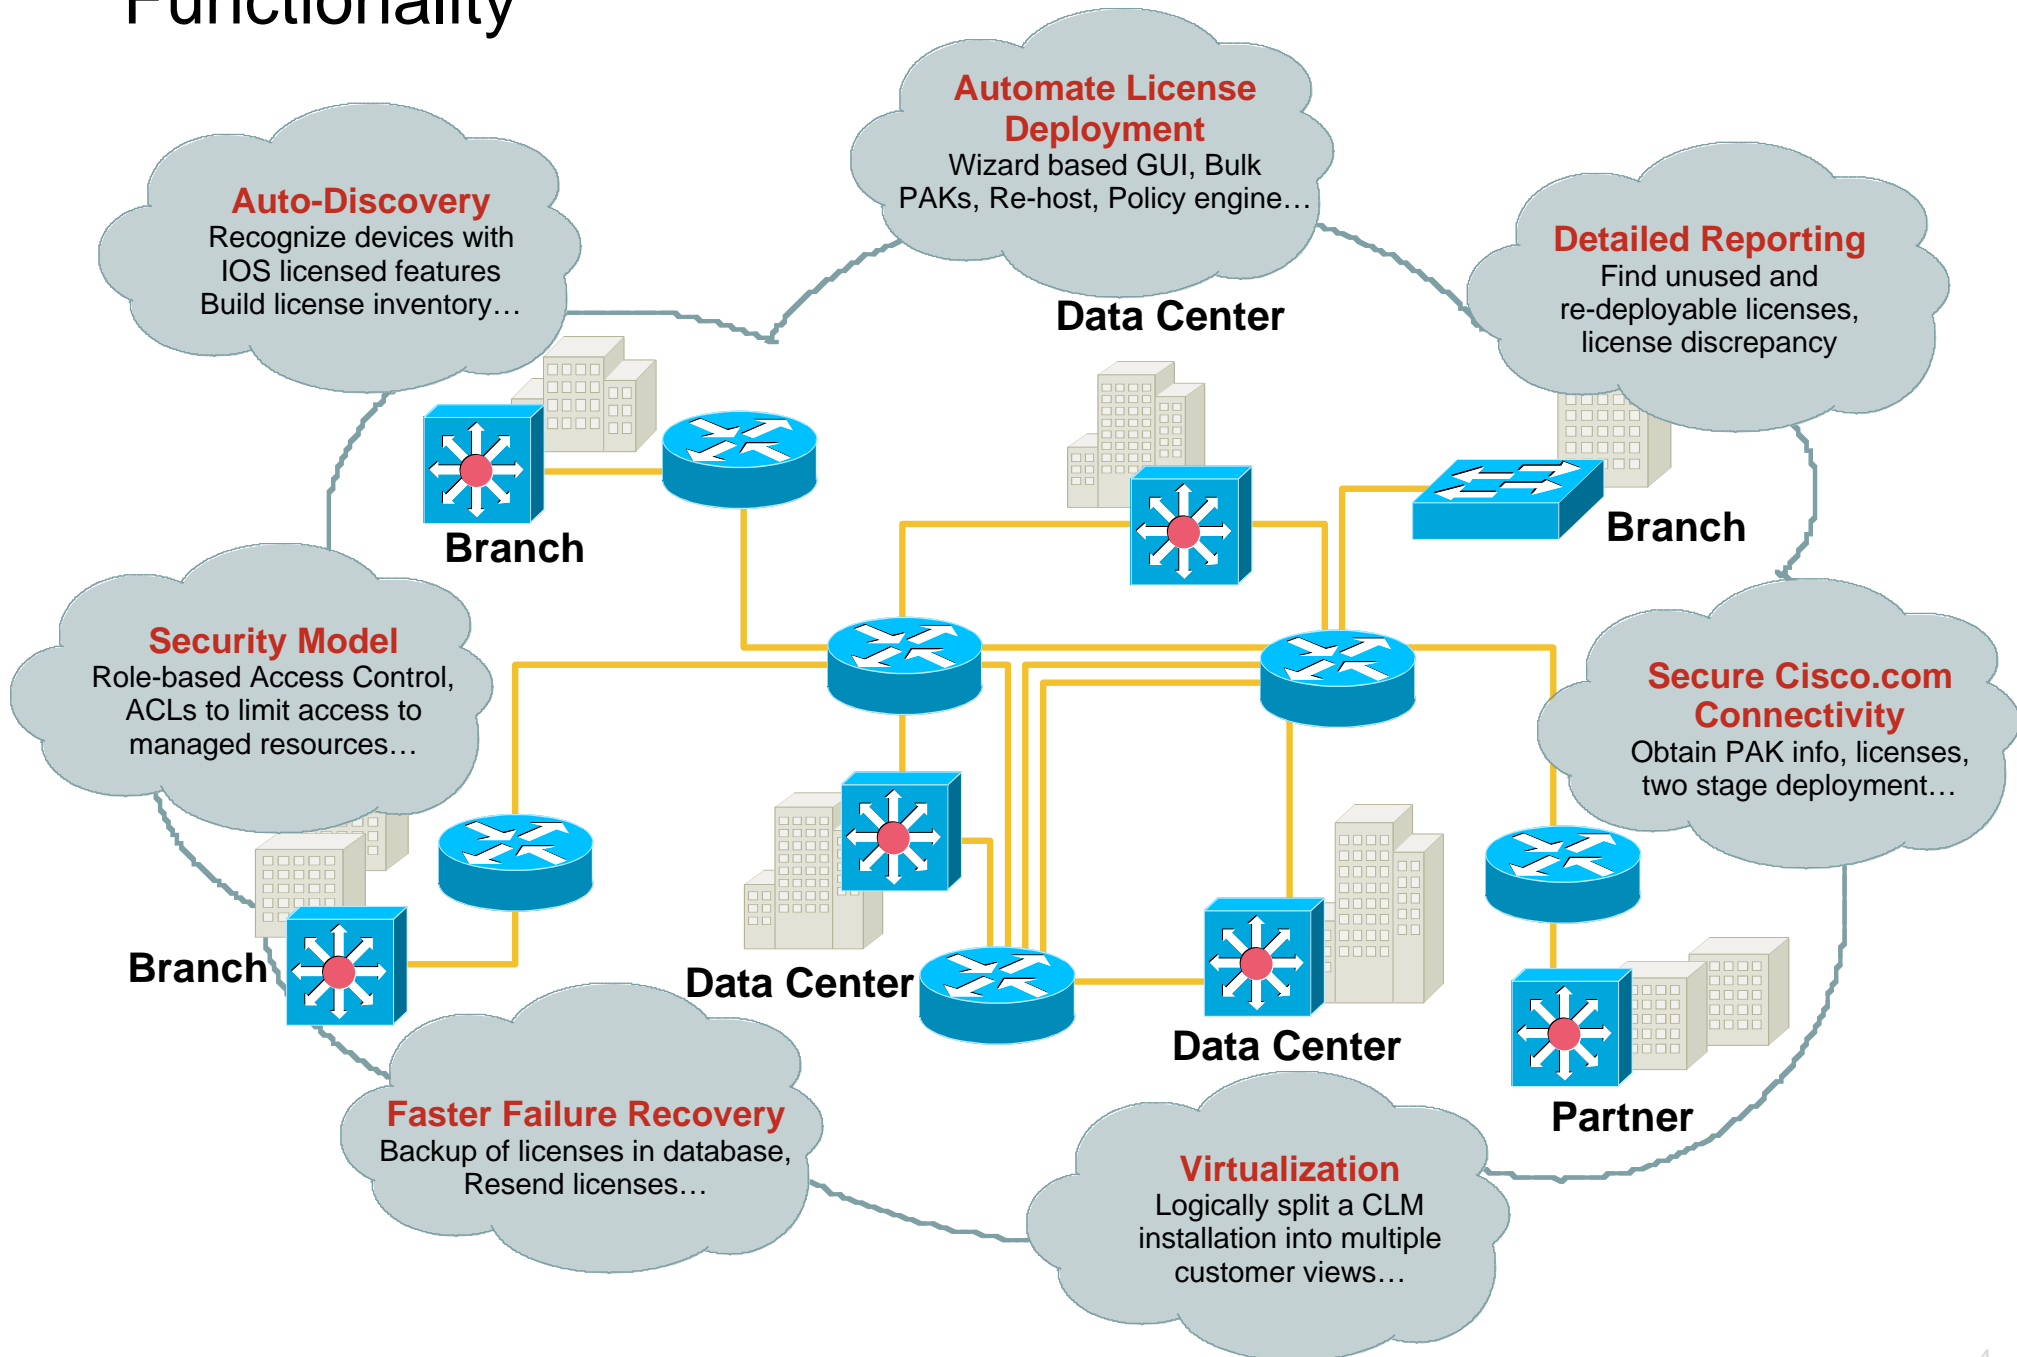 Functionality
Automate License
Deployment
Wizard based GUI, Bulk
PAKs, Re-host, Policy engine…
Auto-Discovery
Recognize devices with
IOS licensed features
Build license inventory…
Detailed Reporting
Find unused and
re-deployable licenses,
license discrepancy
Data Center
Branch
Branch
Security Model
Role-based Access Control,
ACLs to limit access to
managed resources…
Secure Cisco.com
Connectivity
Obtain PAK info, licenses,
two stage deployment…
Branch
Data Center
Data Center
Partner
Faster Failure Recovery
Backup of licenses in database,
Resend licenses…
Virtualization
Logically split a CLM
installation into multiple
customer views…
4